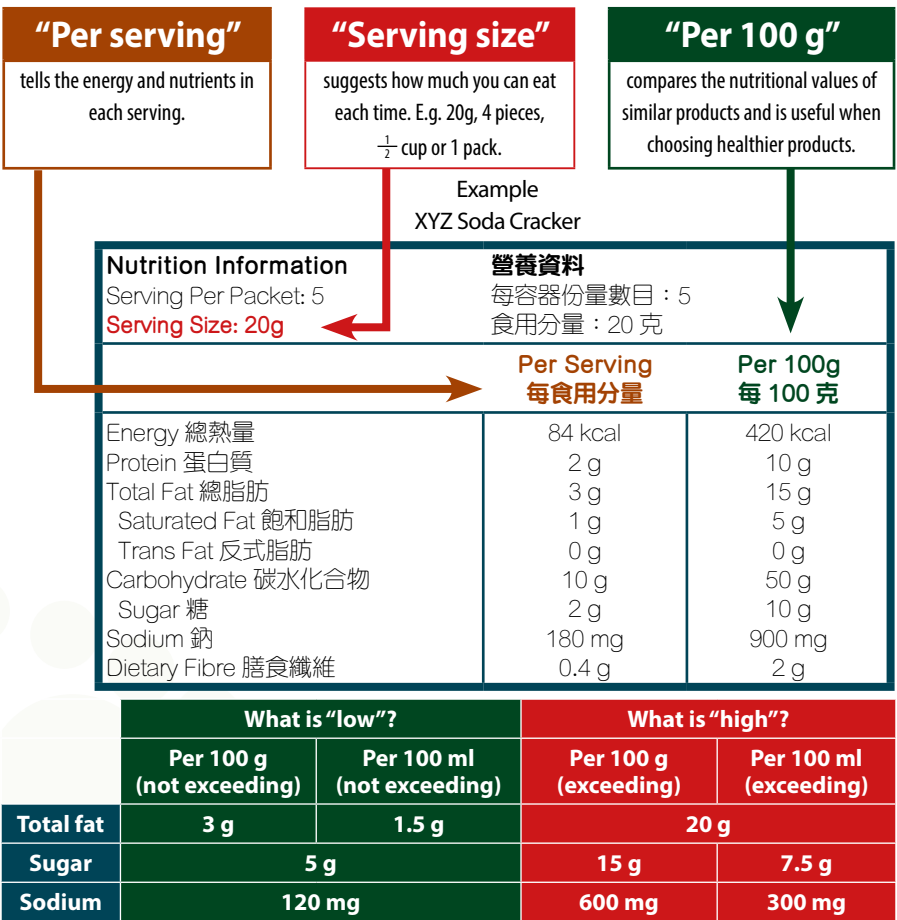 “Per serving”
tells the energy and nutrients in
each serving.
“Serving size”
suggests how much you can eat
each time. E.g. 20g, 4 pieces,
½ cup or 1 pack.
“Per 100 g”
compares the nutritional values of
similar products and is useful when
choosing healthier products.
Example
XYZ Soda Cracker
Nutrition Information 營養資料
Serving Per Packet: 5 每容器份量數目：5
Serving Size: 20g 食用分量：20 克
Per Serving Per 100g
每食用分量 每 100 克
Energy 總熱量 84 kcal 420 kcal
Protein 蛋白質 2 g 10 g
Total Fat 總脂肪 3 g 15 g
Saturated Fat 飽和脂肪 1 g 5 g
Trans Fat 反式脂肪 0 g 0 g
Carbohydrate 碳水化合物 10 g 50 g
Sugar 糖 2 g 10 g
Sodium 鈉 180 mg 900 mg
Dietary Fibre 膳食纖維 0.4 g 2 g
What is “low”? What is “high”?
Per 100 g Per 100 ml Per 100 g Per 100 ml
(not exceeding) (not exceeding) (exceeding) (exceeding)
Total fat 3 g 1.5 g 20 g
Sugar 5 g 15 g 7.5 g
Sodium 120 mg 600 mg 300 mg